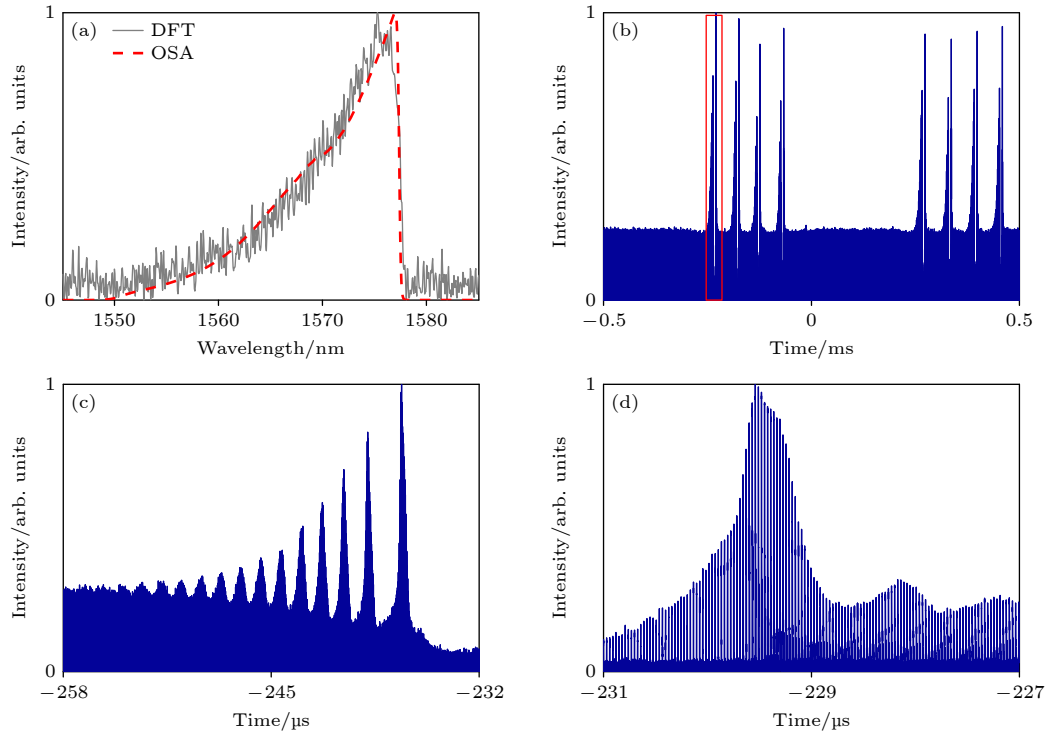 (a)
DFT
OSA
1
0
Intensity/arb. units
1550
1560
1570
1580
Wavelength/nm
(b)
1
0
Intensity/arb. units
−0.5
0
0.5
Time/ms
(c)
1
0
Intensity/arb. units
−258
−245
−232
Time/µs
(d)
1
0
Intensity/arb. units
−231
−229
−227
Time/µs